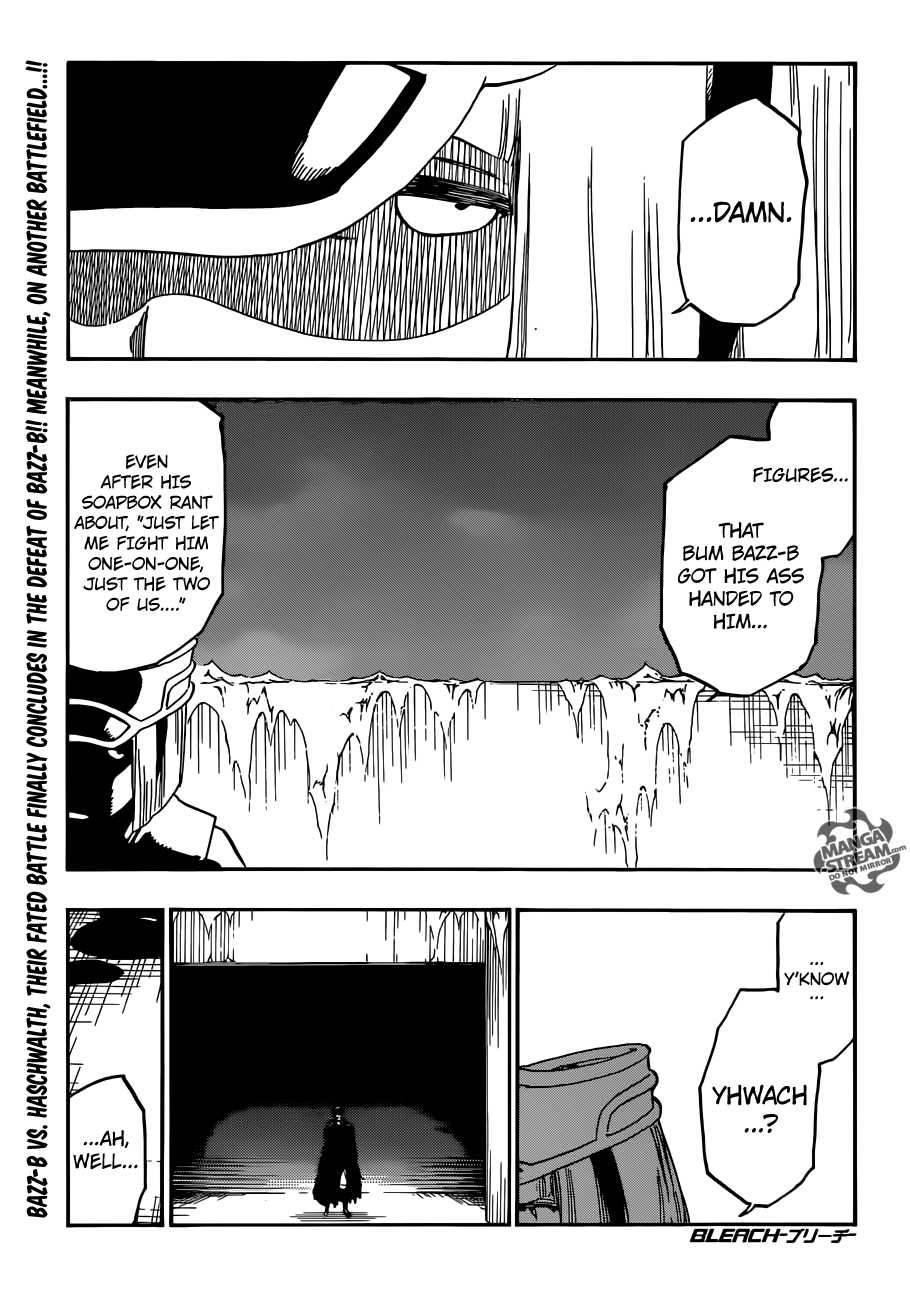 BAZZ-B VS. HASCHWALTH, THEIR FATED BATTLE FINALLY CONCLUDES IN THE DEFEAT OF BAZZ-B!! MEANWHILE, ON ANOTHER BATTLEFIELD...!!
...DAMN.
FIGURES...
THAT
BUM BAZZ-B
GOT HIS ASS
HANDED TO
HIM...
EVEN
AFTER HIS
SOAPBOX RANT
ABOUT, "JUST LET
ME FIGHT HIM
ONE-ON-ONE,
JUST THE TWO
OF US...."
MANGA
STREAM.com
DO NOT MIRROR
...
Y'KNOW
...
YHWACH
...?
...AH,
WELL...
BLEACH-ブリーチ-